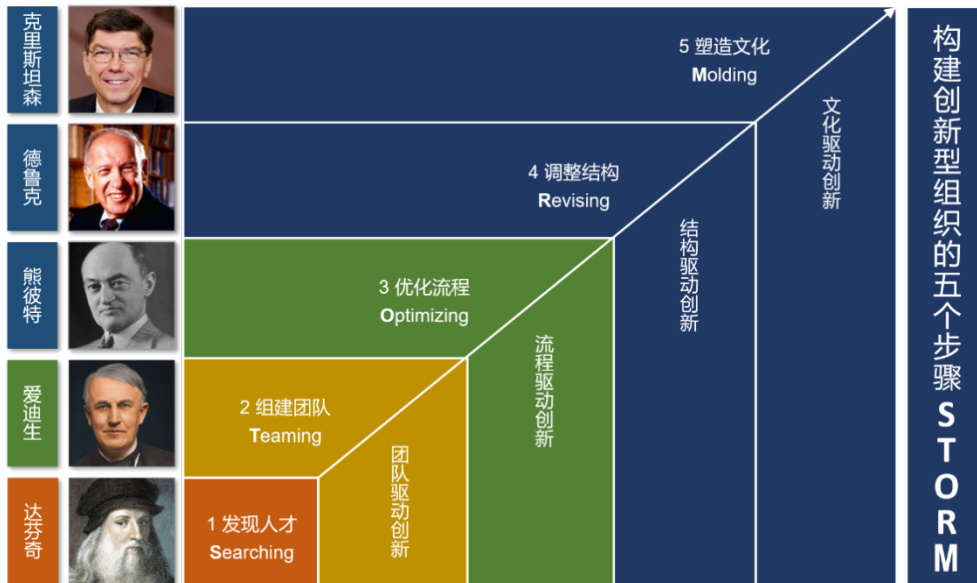 克里斯坦森
5 塑造文化
Molding
文化驱动创新
德鲁克
4 调整结构
Revising
结构驱动创新
熊彼特
3 优化流程
Optimizing
流程驱动创新
爱迪生
2 组建团队
Teaming
团队驱动创新
达芬奇
1 发现人才
Searching
构建创新型组织的五个步骤 STORM